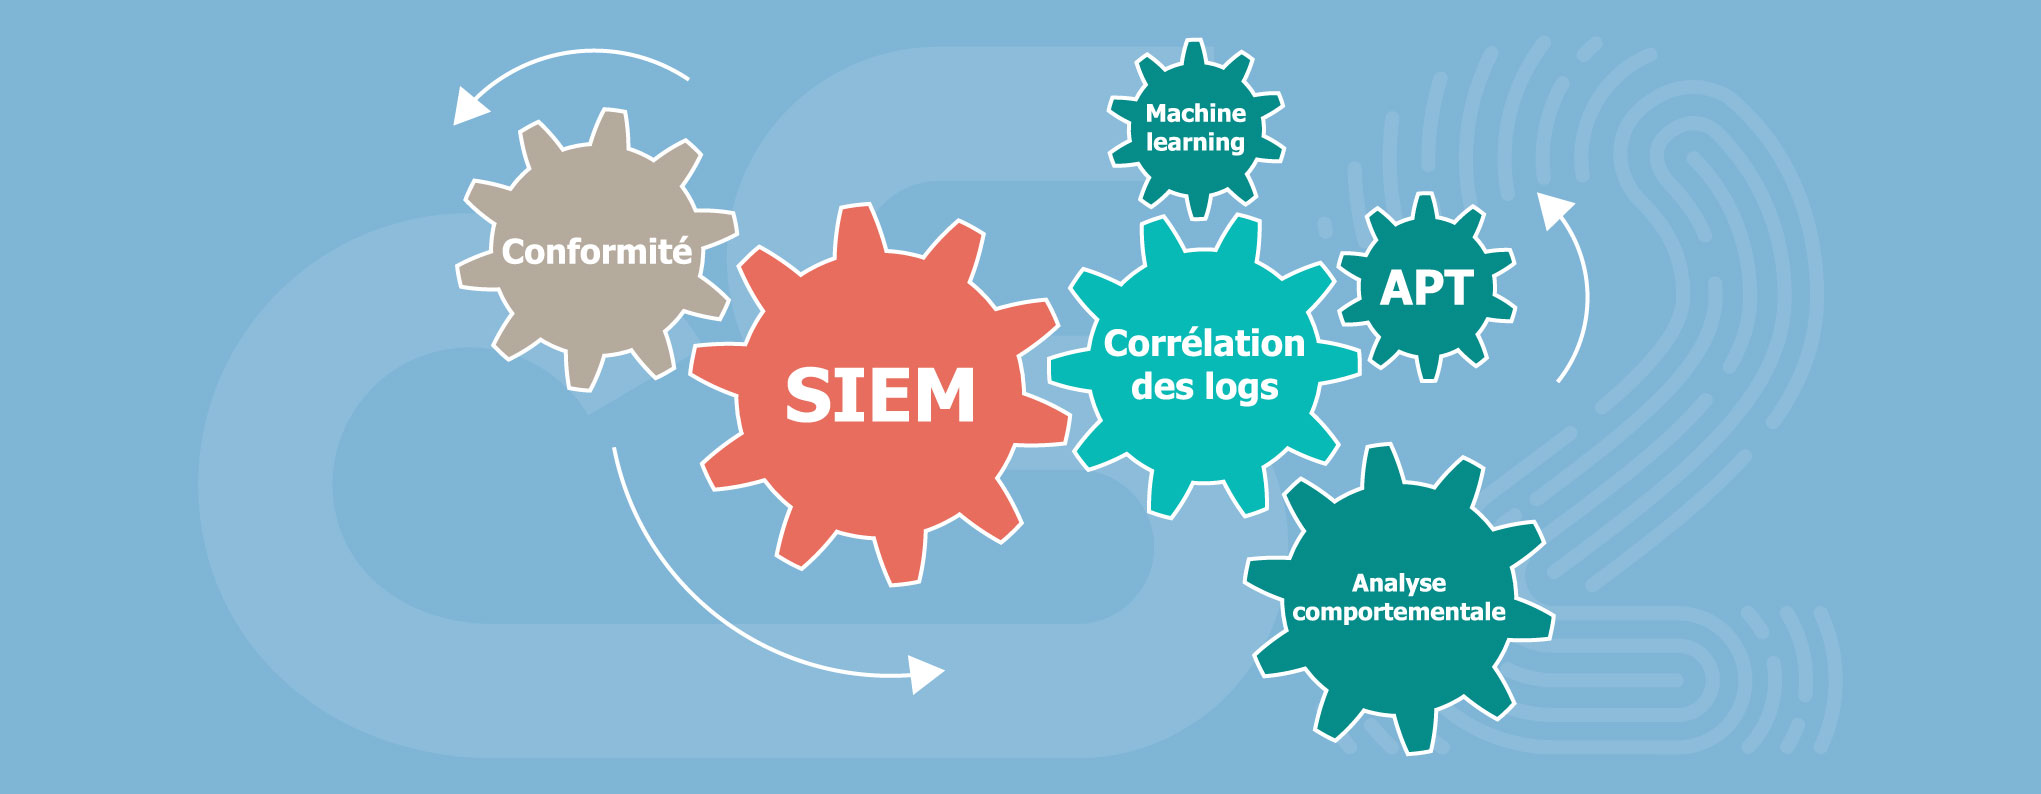 Machine
learning
Conformité
APT
Corrélation
des logs
SIEM
Analyse
comportementale